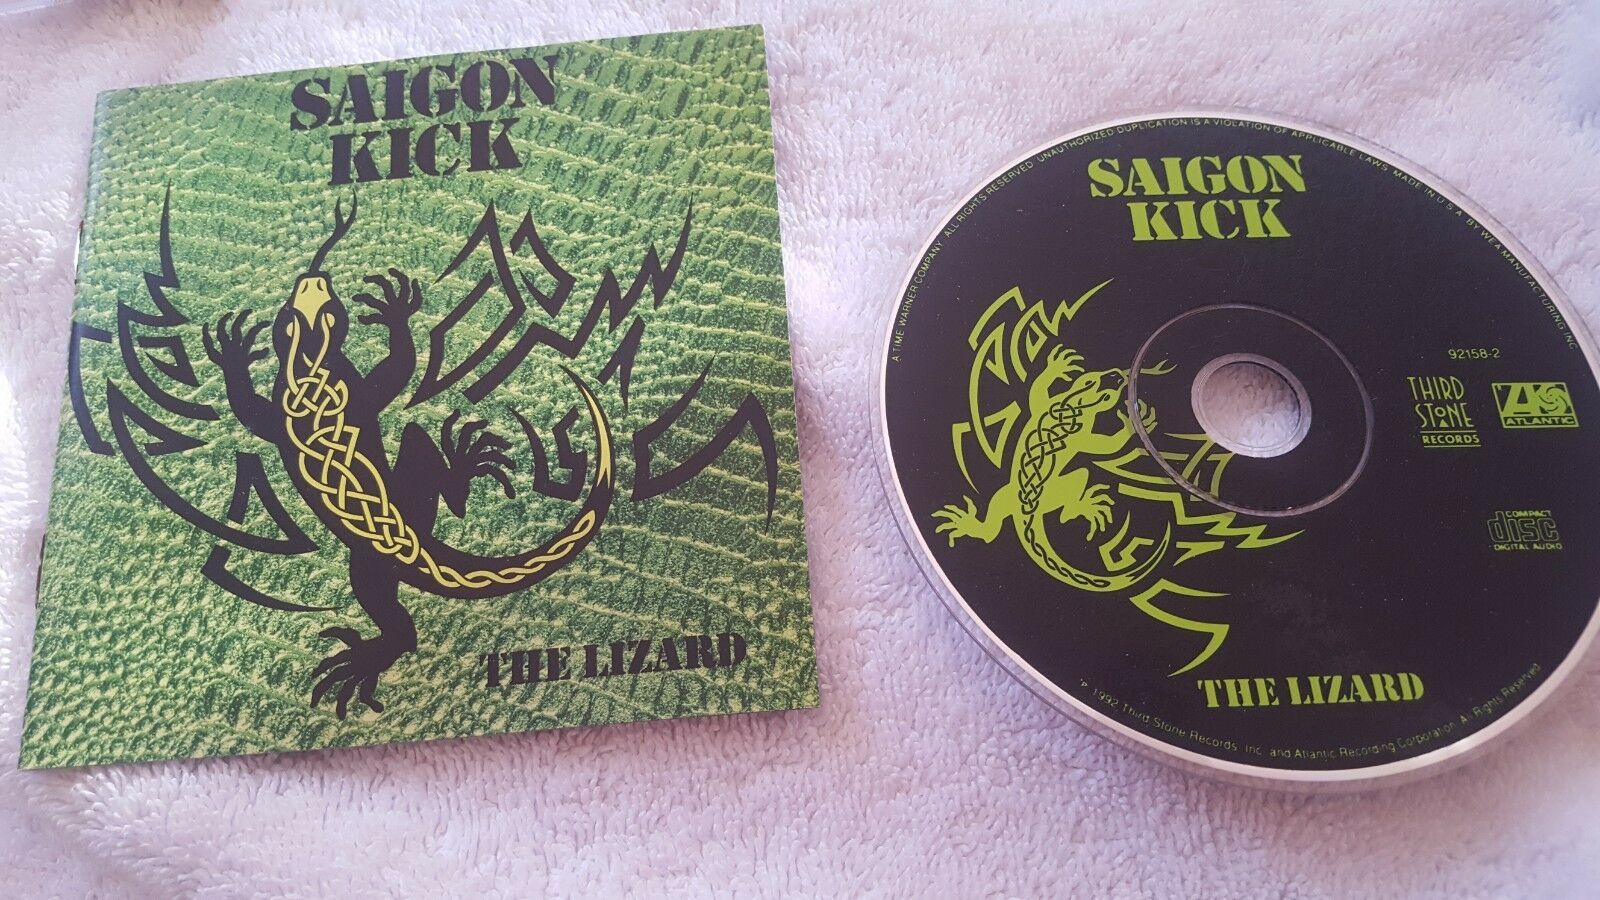 SAIGON
KICK
THE LIZARD
A TIME WARNER COMPANY. ALL RIGHTS RESERVED. UNAUTHORIZED DUPLICATION IS A VIOLATION OF APPLICABLE LAWS. MADE IN U.S.A. BY WEA MANUFACTURING INC.
SAIGON
KICK
92158-2
THIRD
STONE
RECORDS
ATLANTIC
COMPACT
disc
DIGITAL AUDIO
THE LIZARD
℗ 1992 Third Stone Records, Inc. and Atlantic Recording Corporation All Rights Reserved